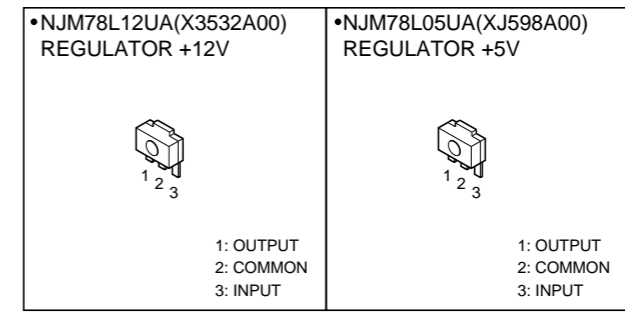 •NJM78L12UA(X3532A00)
REGULATOR +12V
1 2 3
1: OUTPUT
2: COMMON
3: INPUT
•NJM78L05UA(XJ598A00)
REGULATOR +5V
1 2 3
1: OUTPUT
2: COMMON
3: INPUT